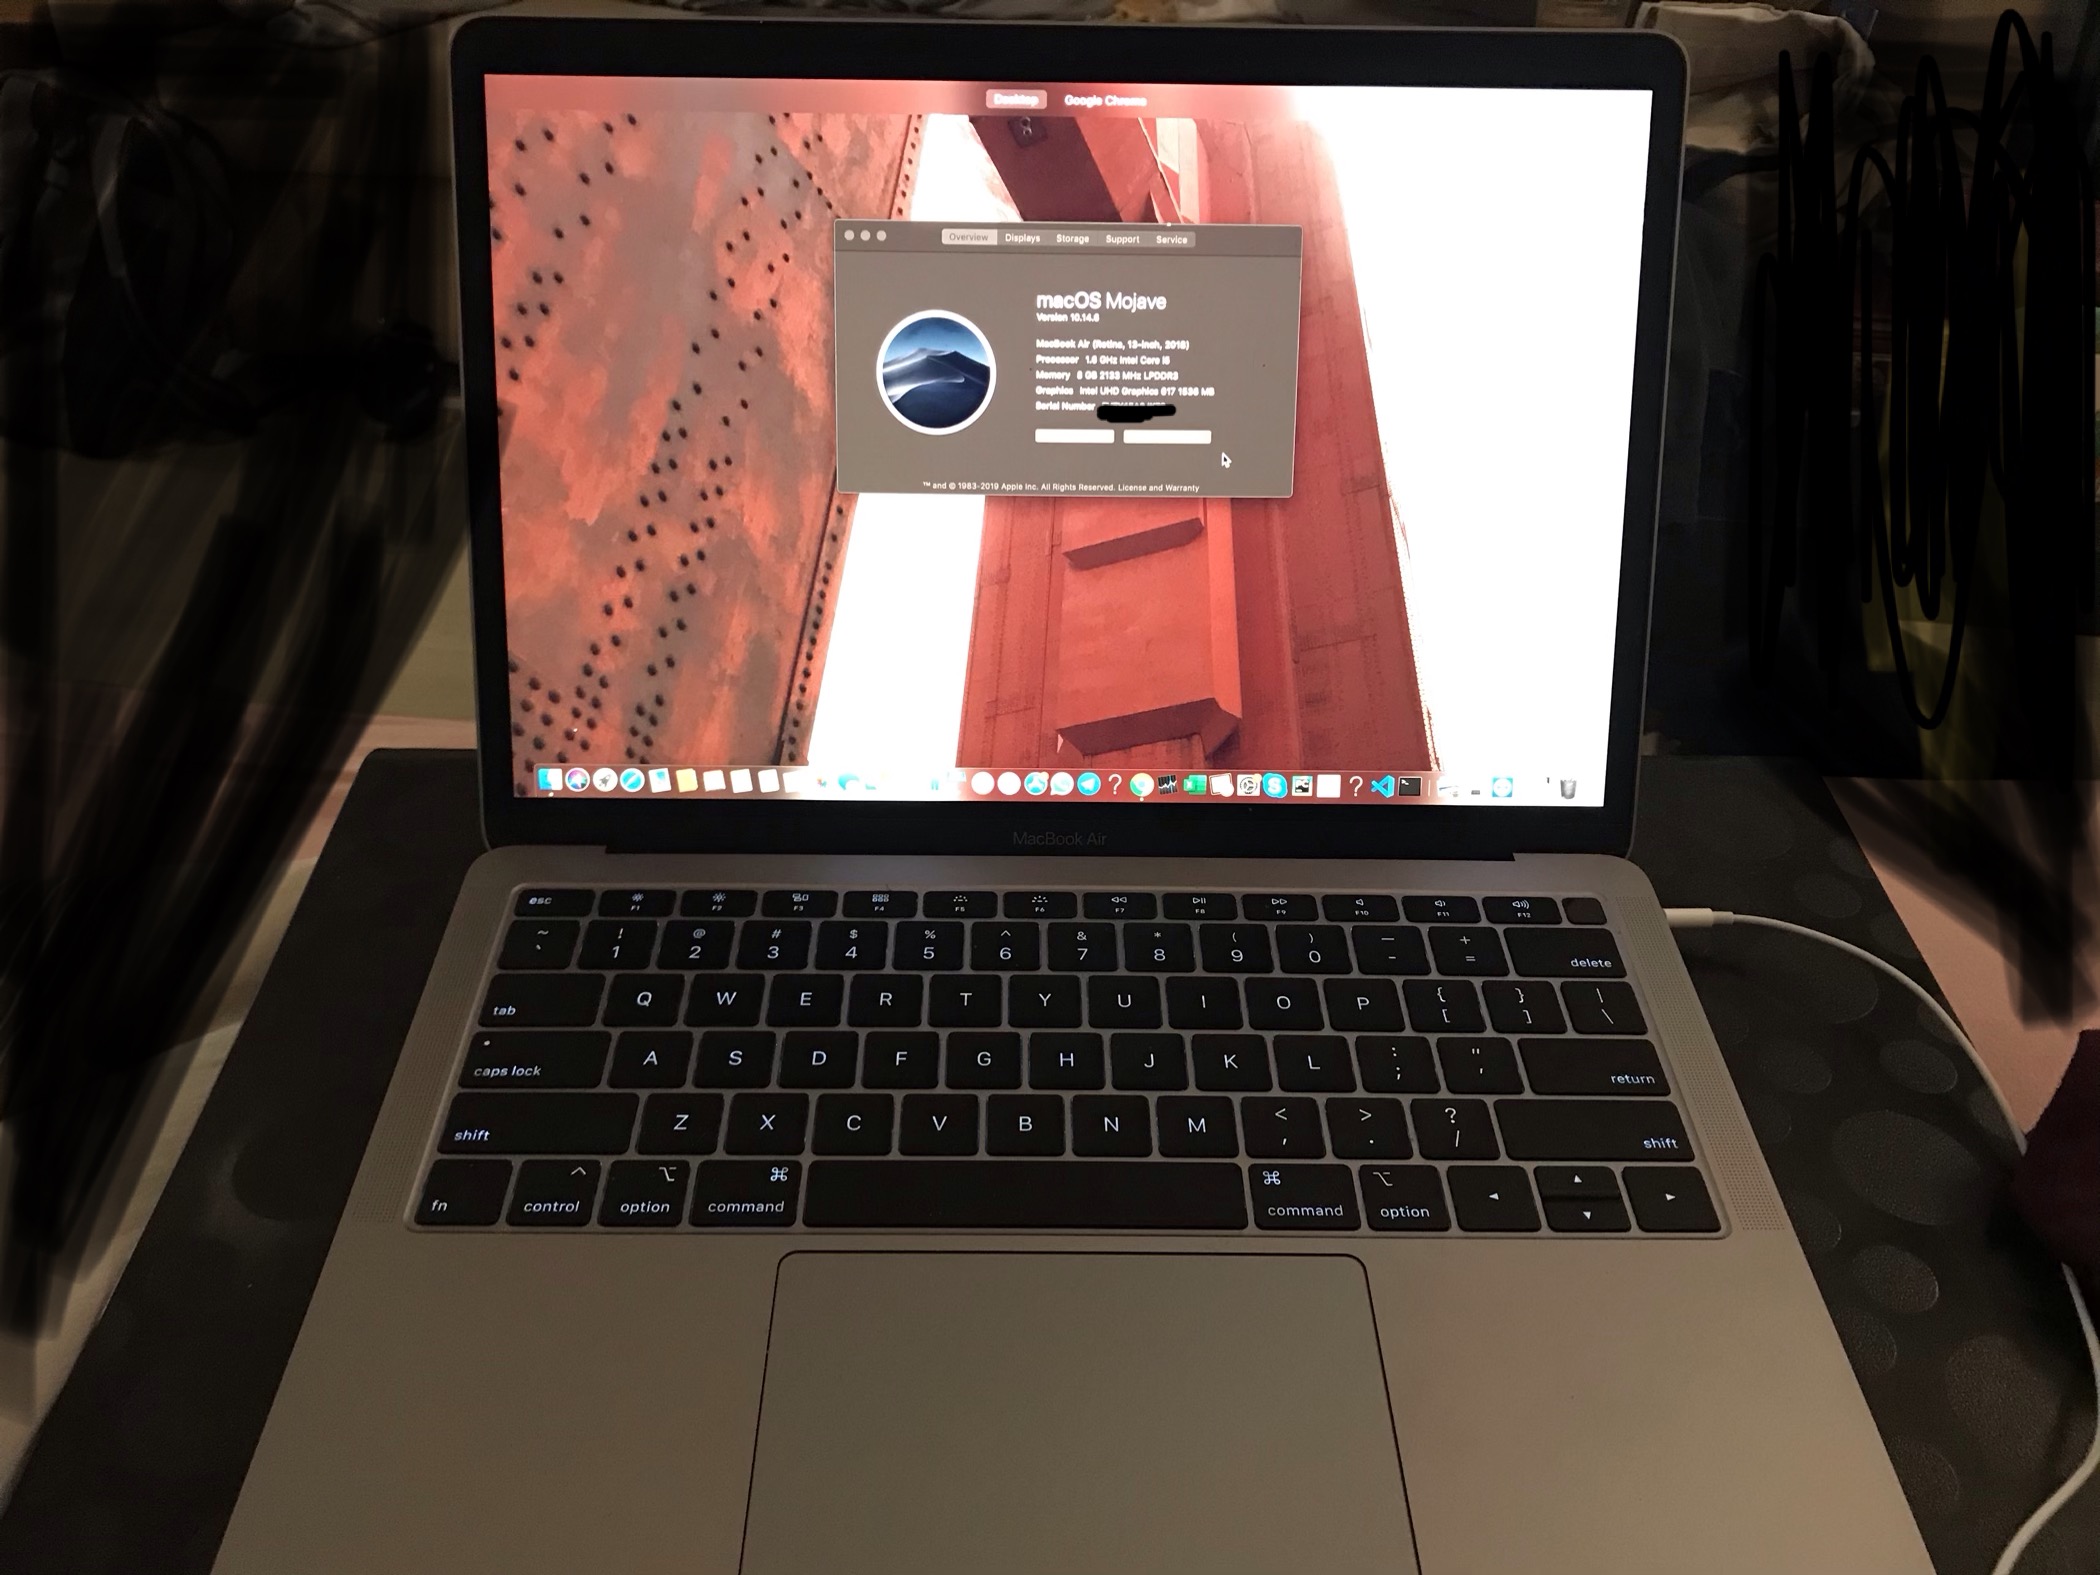 Desktop Google Chrome
Overview Displays Storage Support Service
macOS Mojave
Version 10.14.6
MacBook Air (Retina, 13-inch, 2018)
Processor 1.6 GHz Intel Core i5
Memory 8 GB 2133 MHz LPDDR3
Graphics Intel UHD Graphics 617 1536 MB
Serial Number
™ and © 1983-2019 Apple Inc. All Rights Reserved. License and Warranty
MacBook Air
esc F1 F2 F3 F4 F5 F6 F7 F8 F9 F10 F11 F12
~ ! @ # $ % ^ & * ( ) — +
` 1 2 3 4 5 6 7 8 9 0 - = delete
tab Q W E R T Y U I O P { [ } ] | \
caps lock A S D F G H J K L : ; " ' return
shift Z X C V B N M < , > . ? / shift
fn ^ control ⌥ option ⌘ command ⌘ command ⌥ option ◀ ▲ ▼ ▶